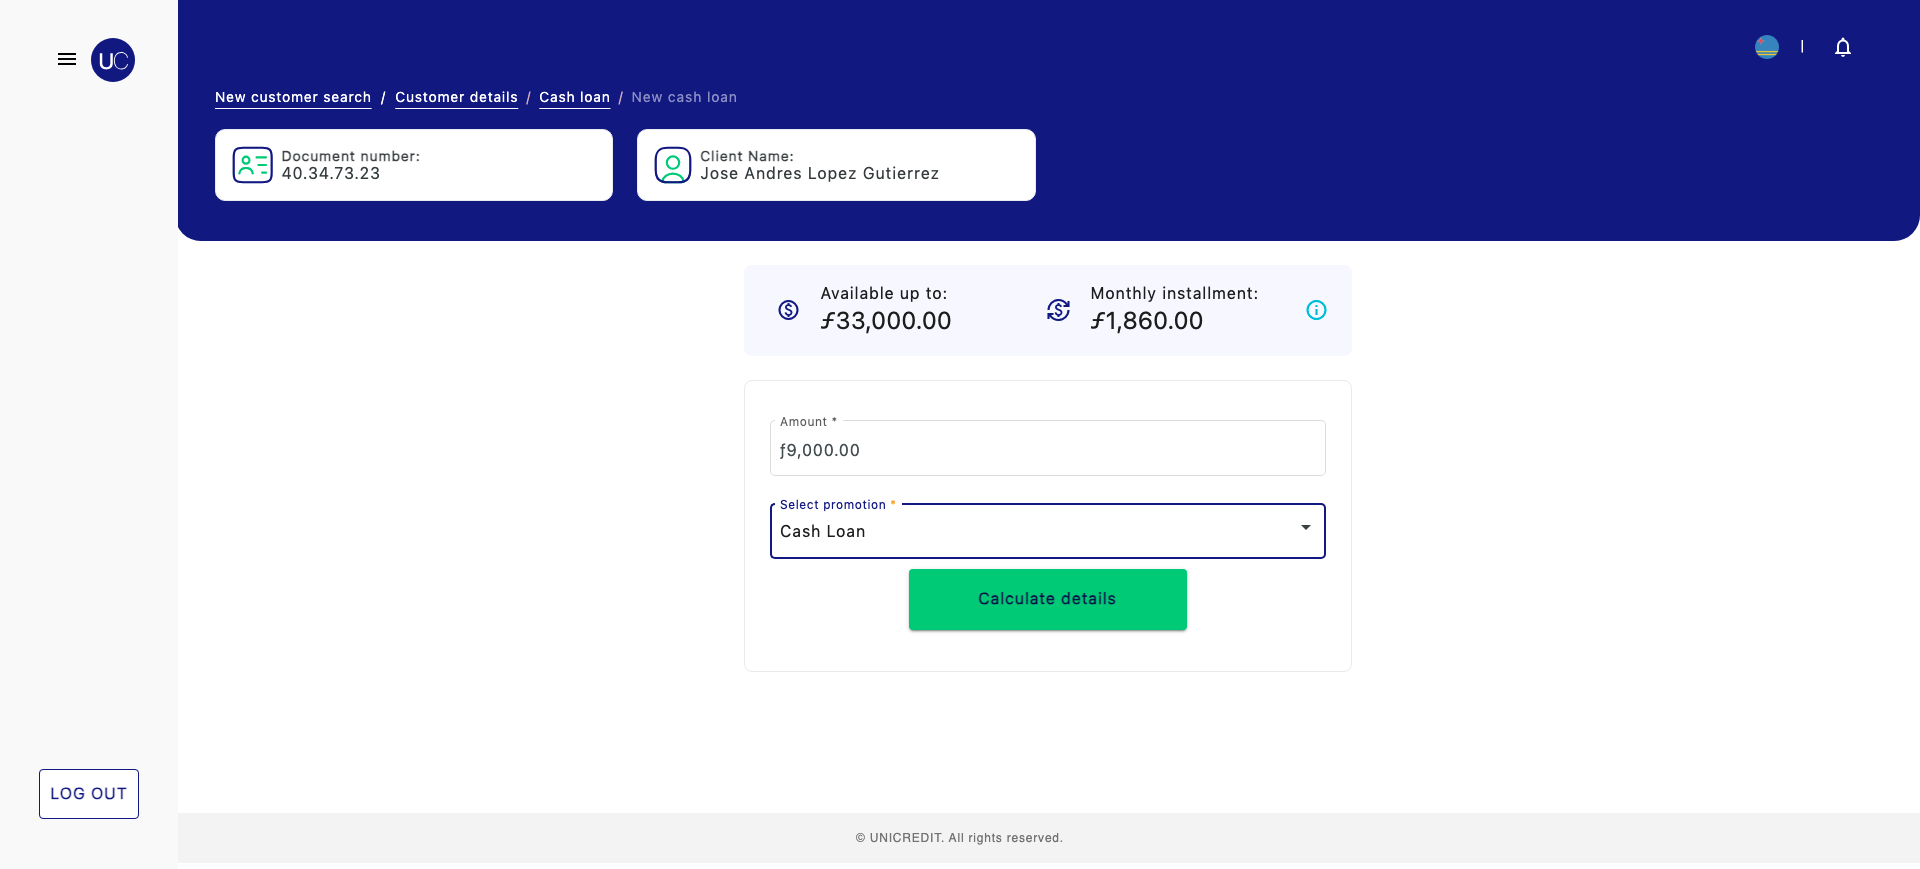 UC
New customer search / Customer details / Cash loan / New cash loan
Document number:
40.34.73.23
Client Name:
Jose Andres Lopez Gutierrez
Available up to:
ƒ33,000.00
Monthly installment:
ƒ1,860.00
Amount *
ƒ9,000.00
Select promotion *
Cash Loan
Calculate details
LOG OUT
© UNICREDIT. All rights reserved.